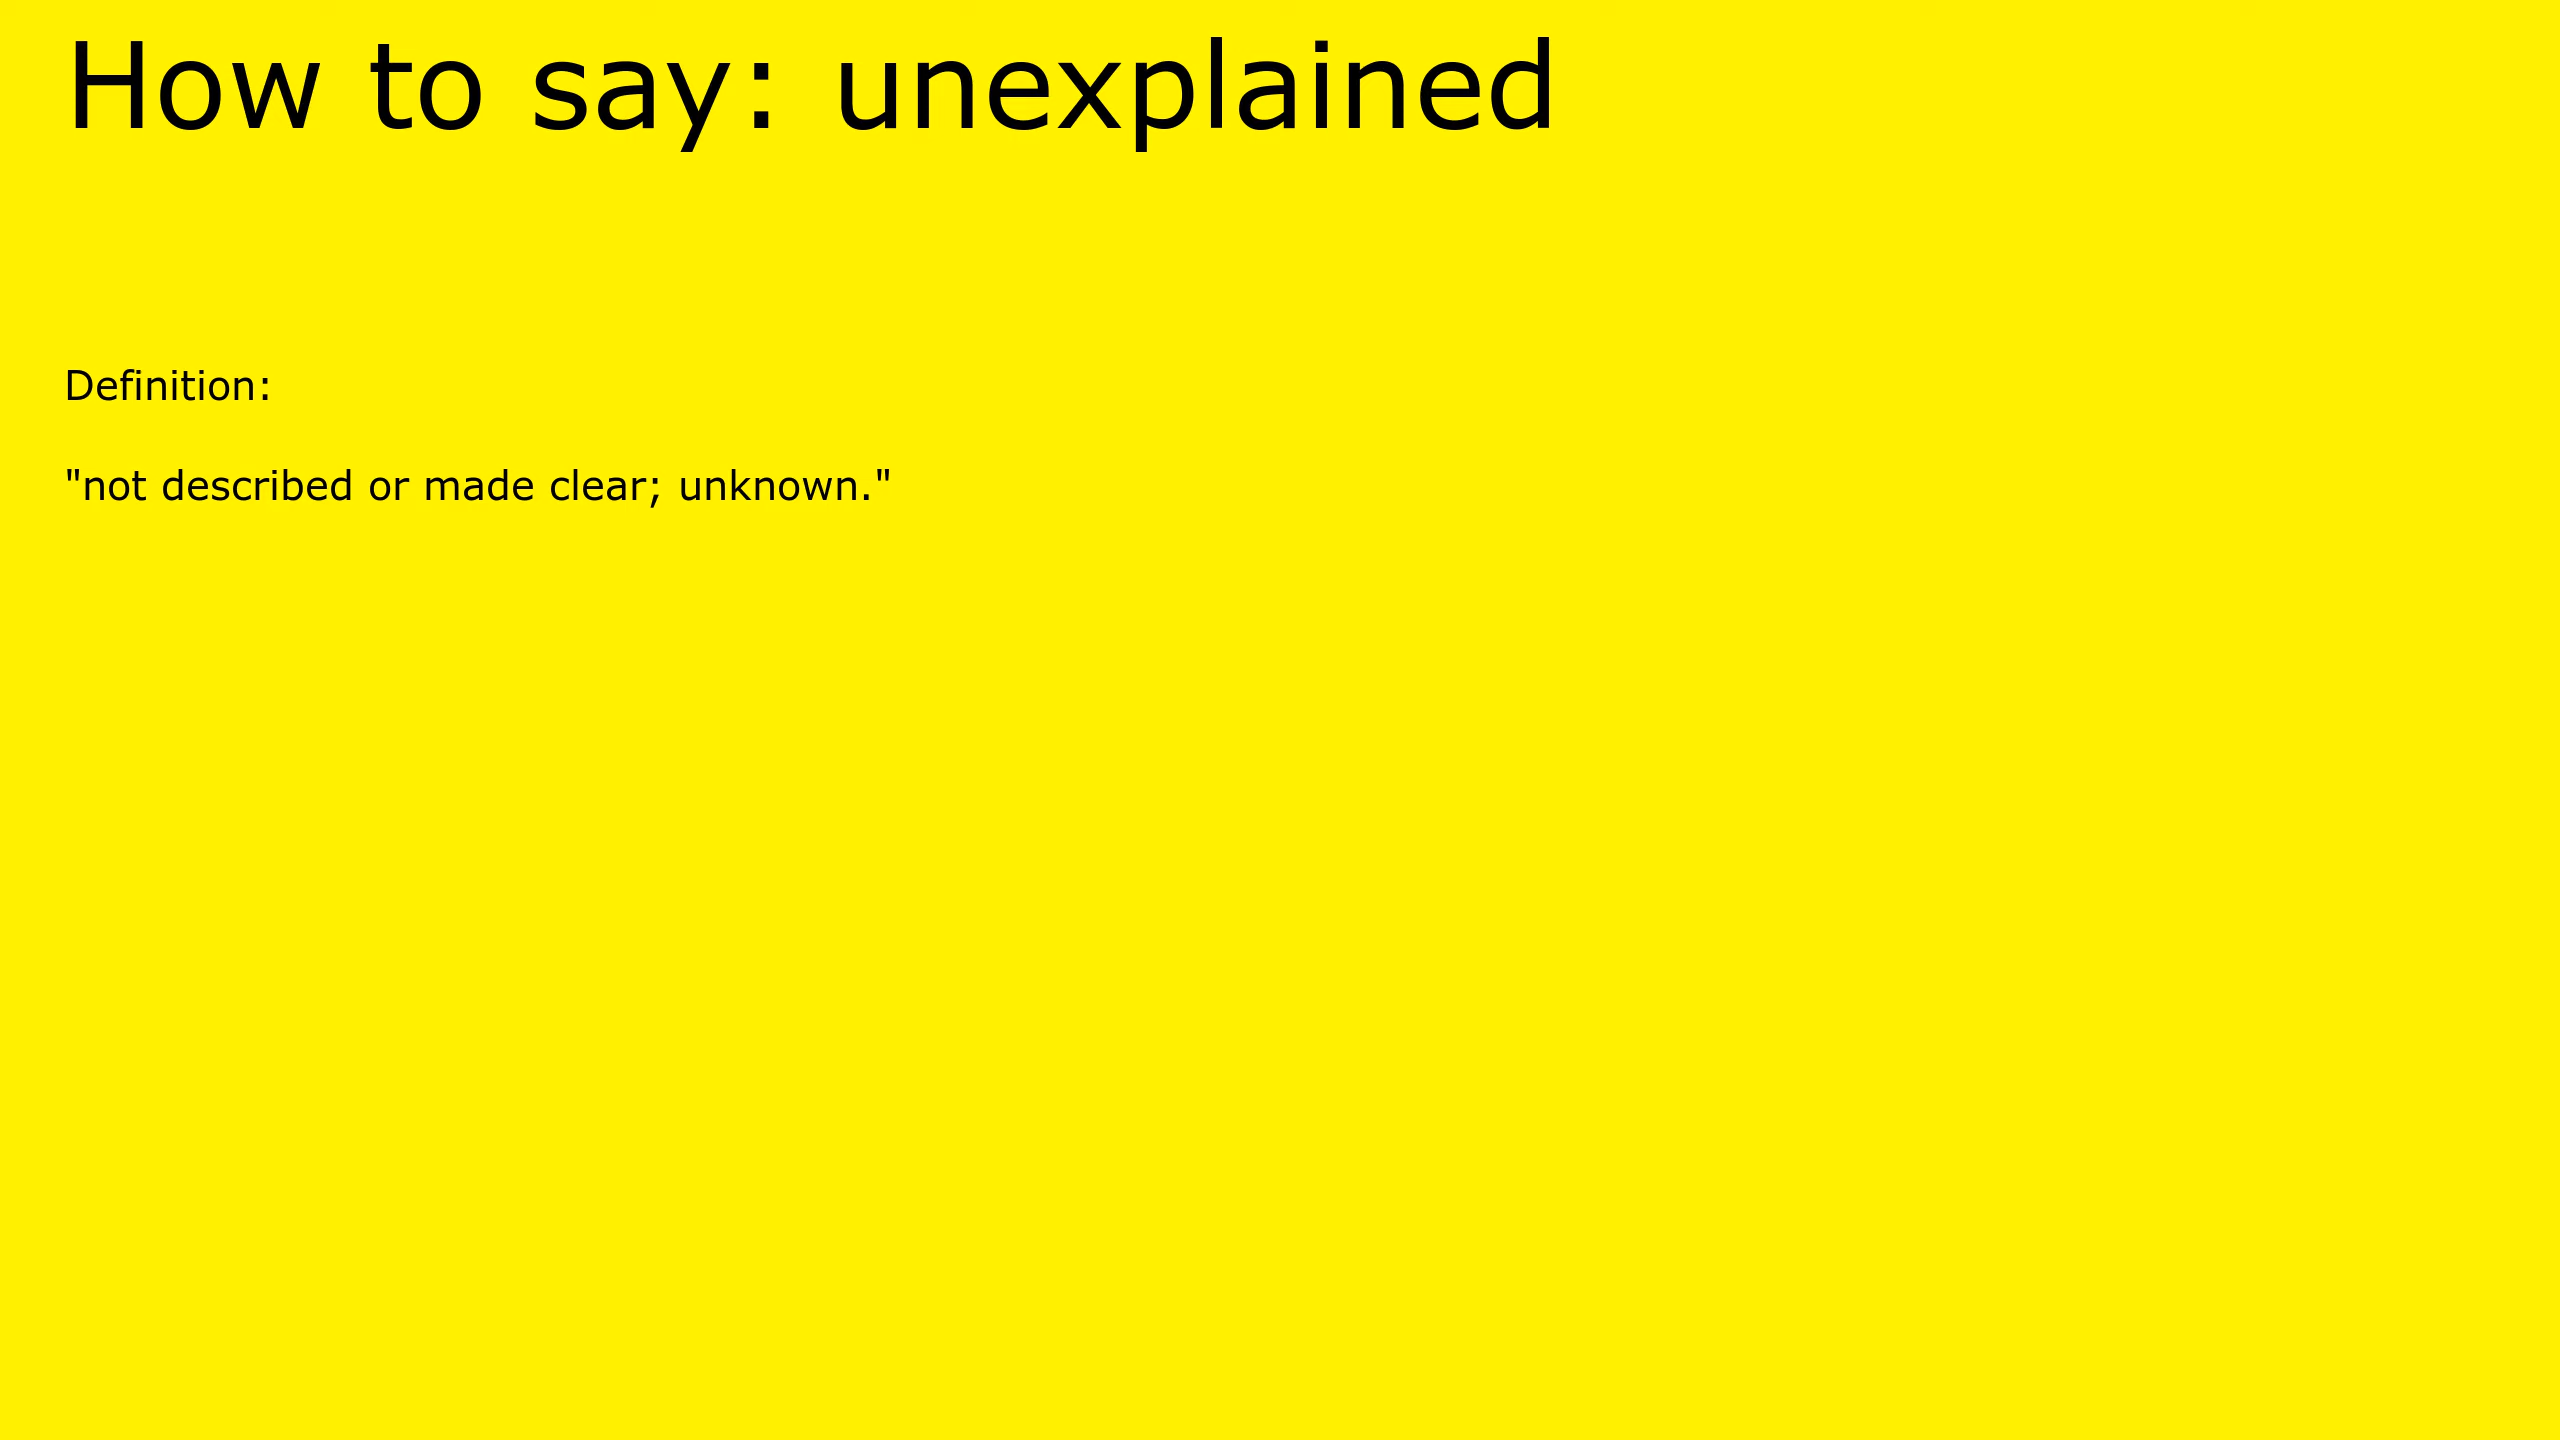 How to say: unexplained
Definition:
"not described or made clear; unknown."